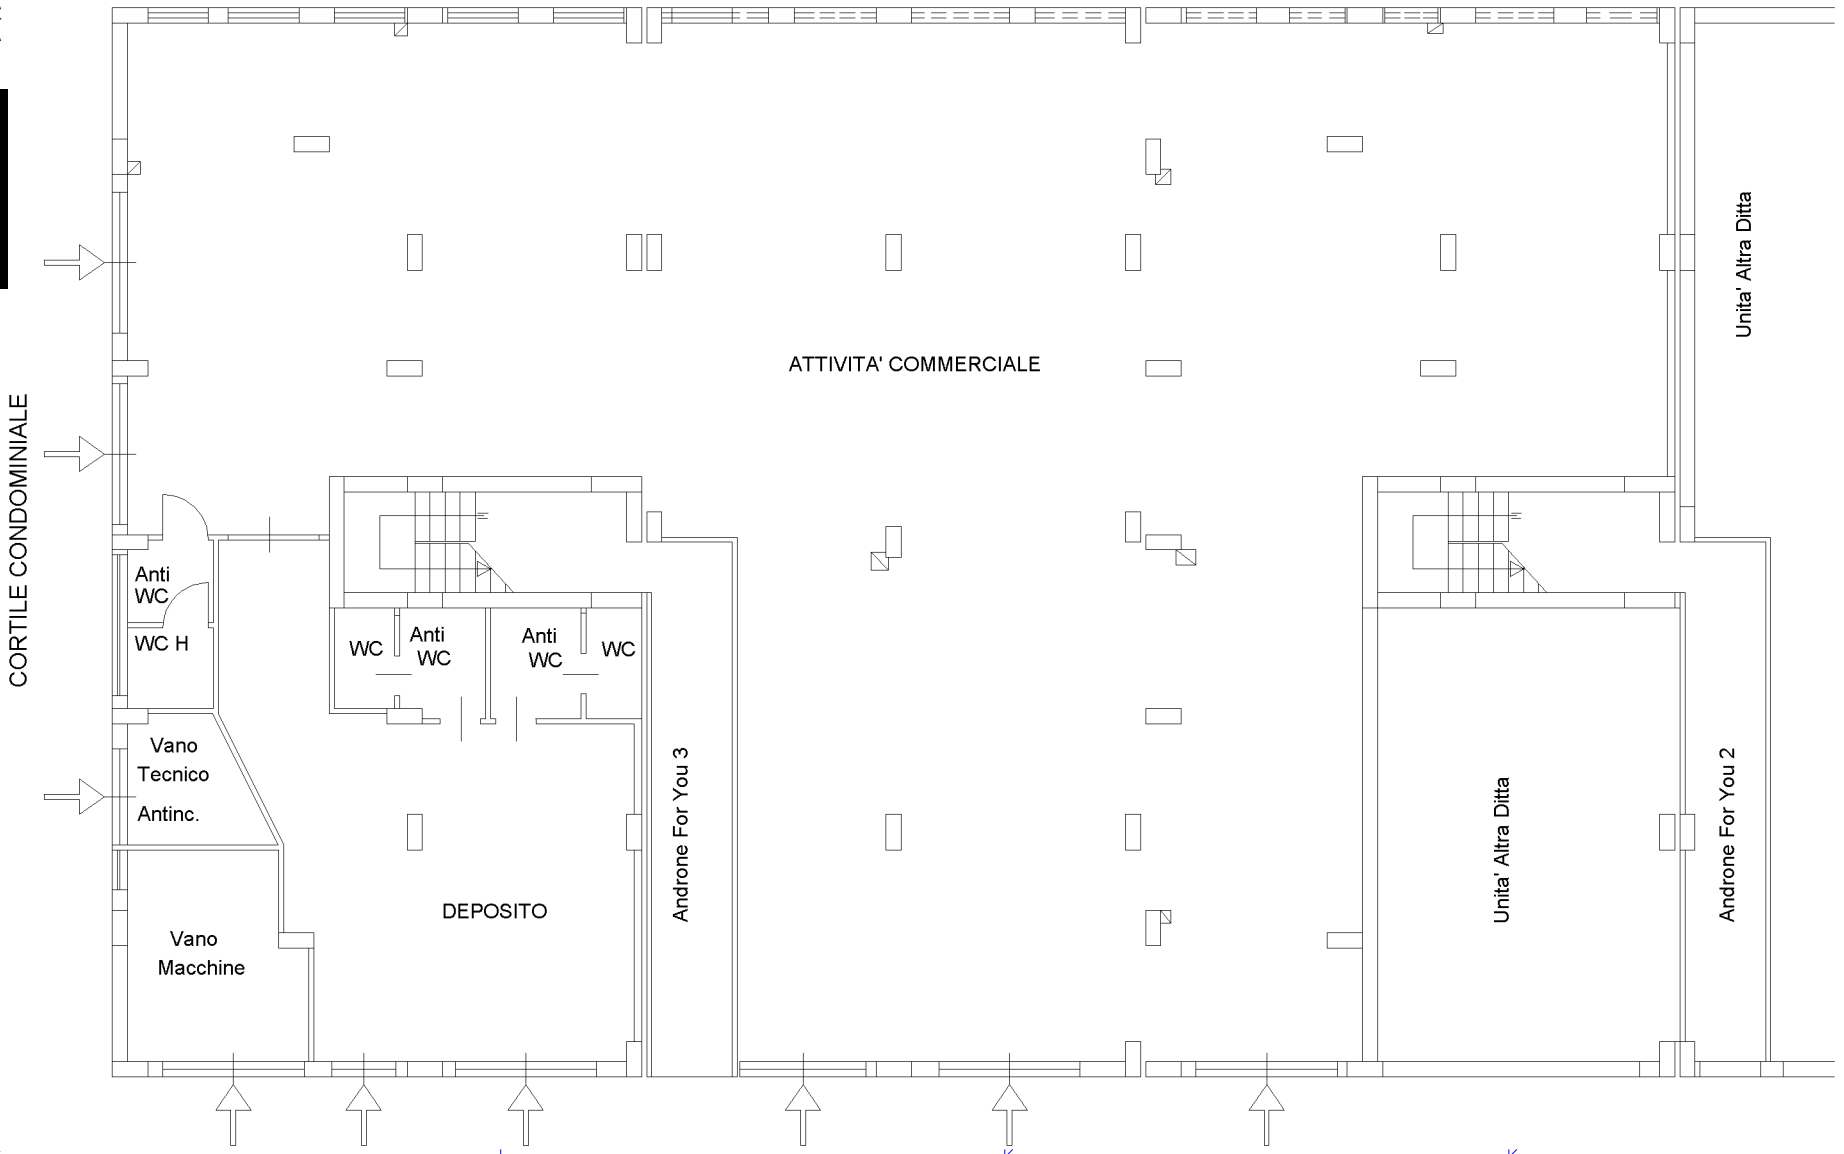 Unita' Altra Ditta
ATTIVITA' COMMERCIALE
CORTILE CONDOMINIALE
Anti
WC
WC H
WC
Anti
WC
Anti
WC
WC
Vano
Tecnico
Antinc.
Androne For You 3
Unita' Altra Ditta
Androne For You 2
DEPOSITO
Vano
Macchine